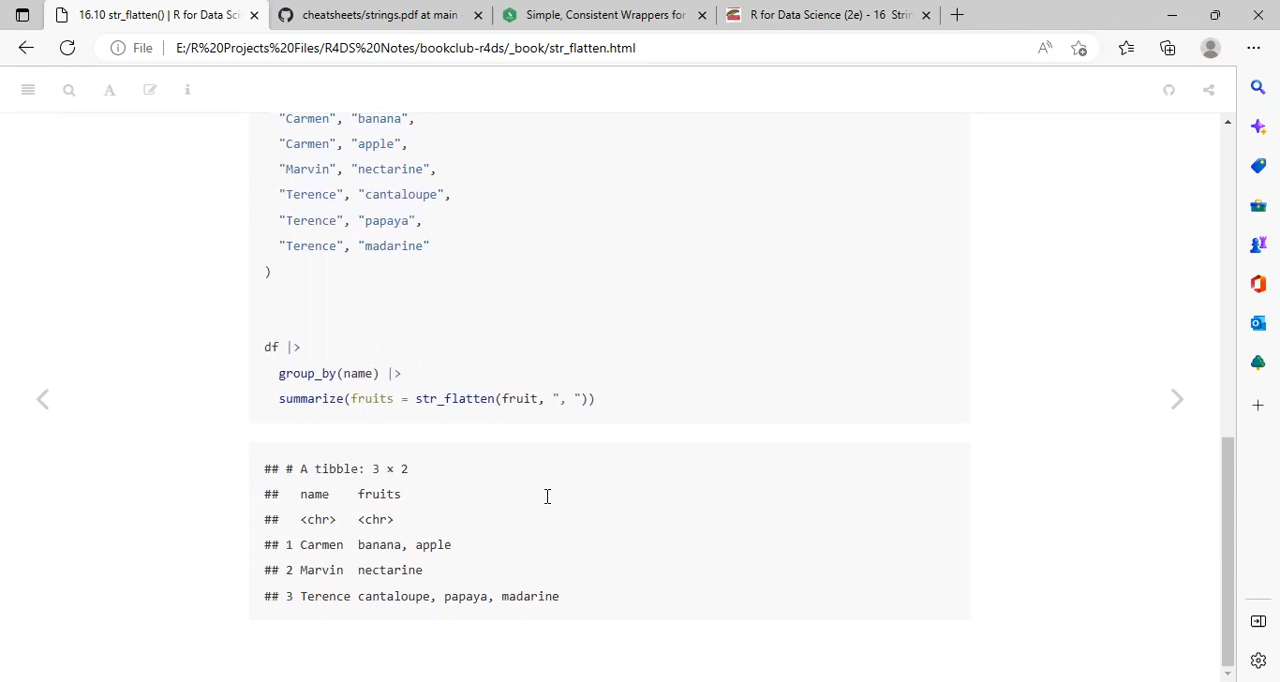 16.10 str_flatten() | R for Data Sci
cheatsheets/strings.pdf at main ·
Simple, Consistent Wrappers for
R for Data Science (2e) - 16 Strin
File
E:/R%20Projects%20Files/R4DS%20Notes/bookclub-r4ds/_book/str_flatten.html
"Carmen", "banana",
"Carmen", "apple",
"Marvin", "nectarine",
"Terence", "cantaloupe",
"Terence", "papaya",
"Terence", "madarine"
)
df |>
group_by(name) |>
summarize(fruits = str_flatten(fruit, ", "))
## # A tibble: 3 × 2
##   name    fruits
##   <chr>   <chr>
## 1 Carmen  banana, apple
## 2 Marvin  nectarine
## 3 Terence cantaloupe, papaya, madarine